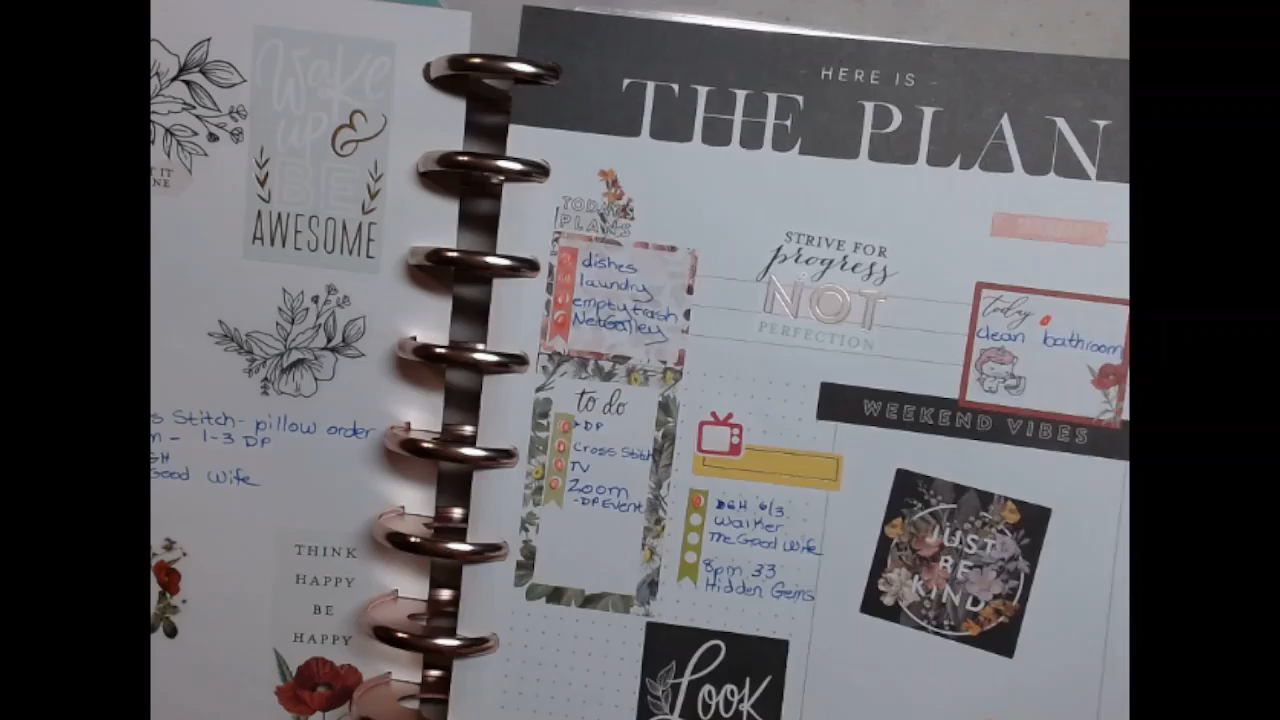 Wake
up &
BE
AWESOME
Stitch- pillow order
- 1-3 DP
Good Wife
THINK
HAPPY
BE
HAPPY
HERE IS
THE PLAN
TODAY'S
PLANS
dishes
laundry
empty trash
NetGalley
to do
DP
Cross Stitch
TV
Zoom
-DP Event
STRIVE FOR
progress
NOT
PERFECTION
today
clean bathroom
WEEKEND VIBES
6/3
Walker
The Good Wife
8pm 33
Hidden Gems
JUST
BE
KIND
Look